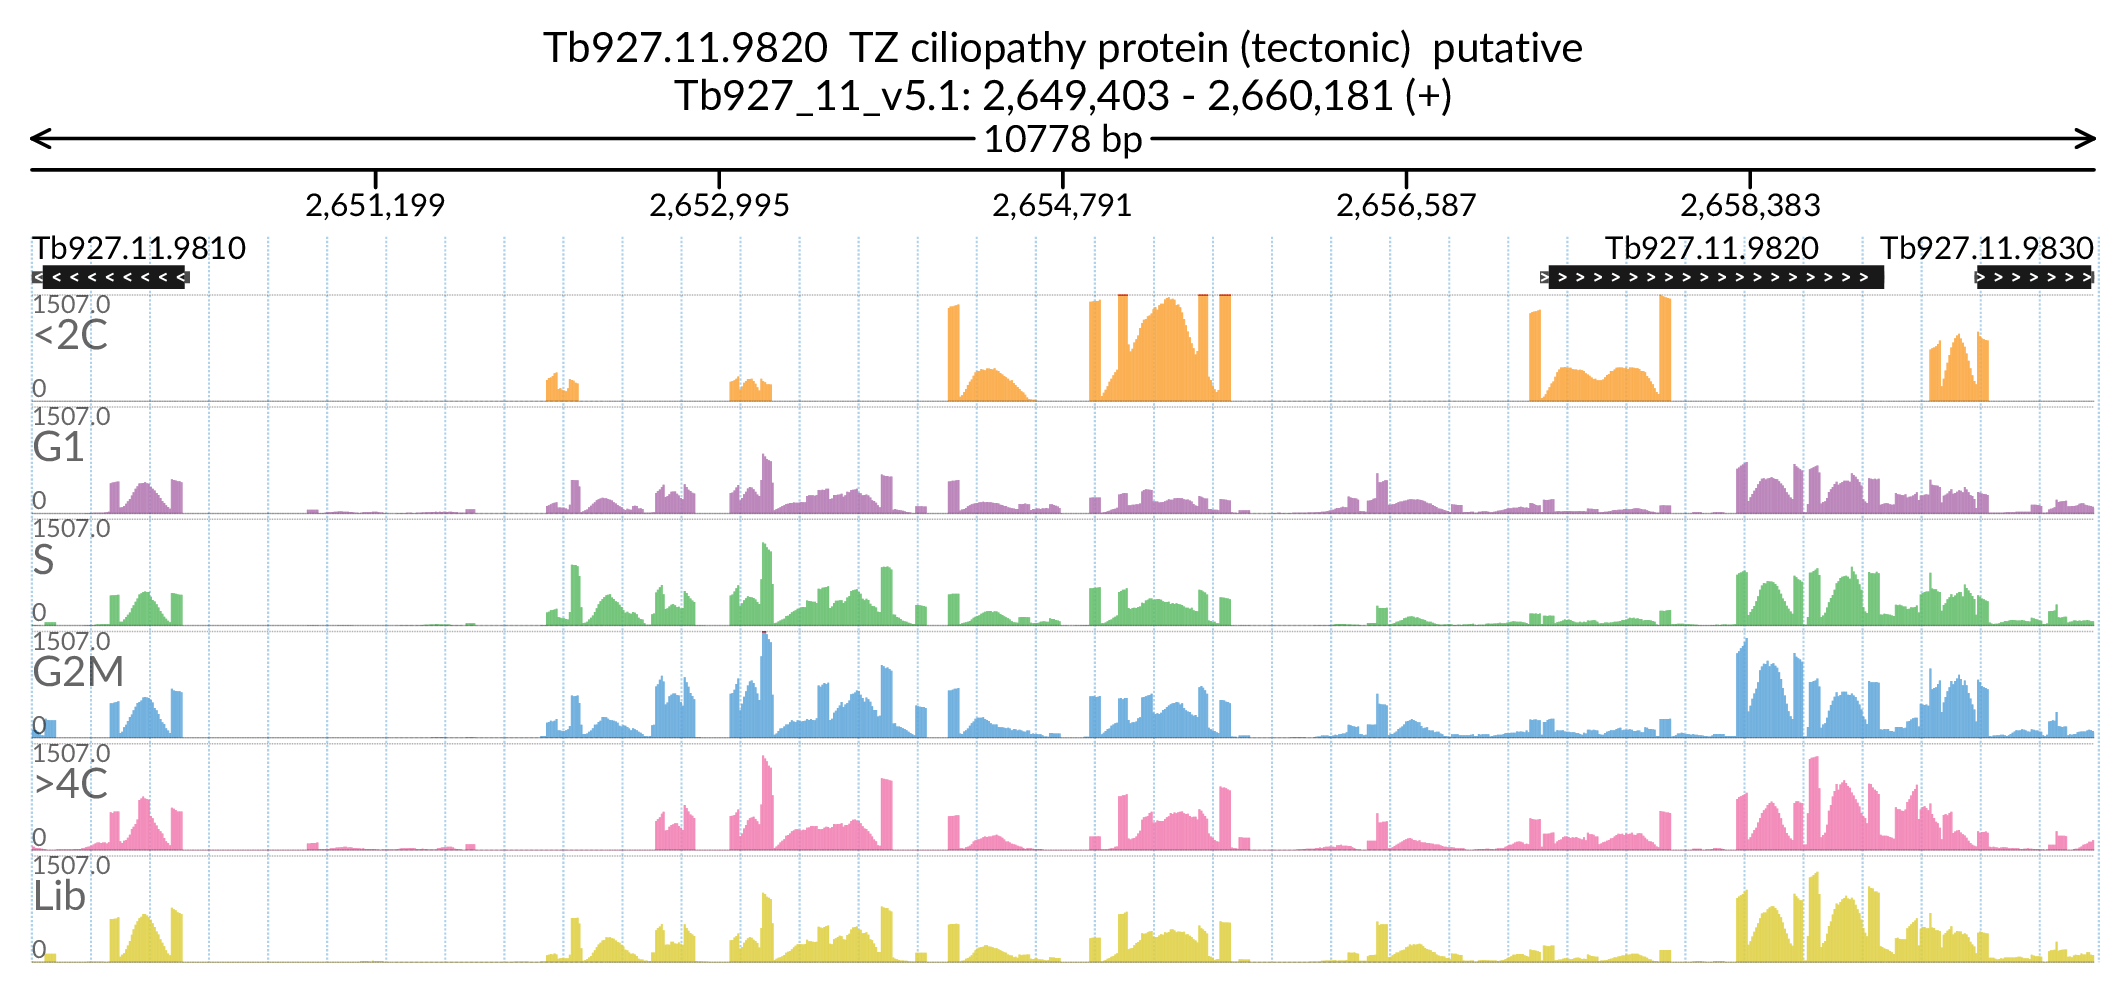 Tb927.11.9820  TZ ciliopathy protein (tectonic)  putative
Tb927_11_v5.1: 2,649,403 - 2,660,181 (+)
10778 bp
2,651,199 2,652,995 2,654,791 2,656,587 2,658,383
Tb927.11.9810 Tb927.11.9820 Tb927.11.9830
1507.0
<2C
0
1507.0
G1
0
1507.0
S
0
1507.0
G2M
0
1507.0
>4C
0
1507.0
Lib
0